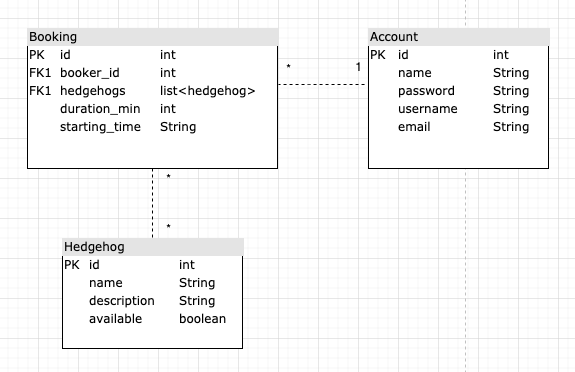 Booking
PK id int
FK1 booker_id int
FK1 hedgehogs list<hedgehog>
duration_min int
starting_time String
* 1
Account
PK id int
name String
password String
username String
email String
*
*
Hedgehog
PK id int
name String
description String
available boolean